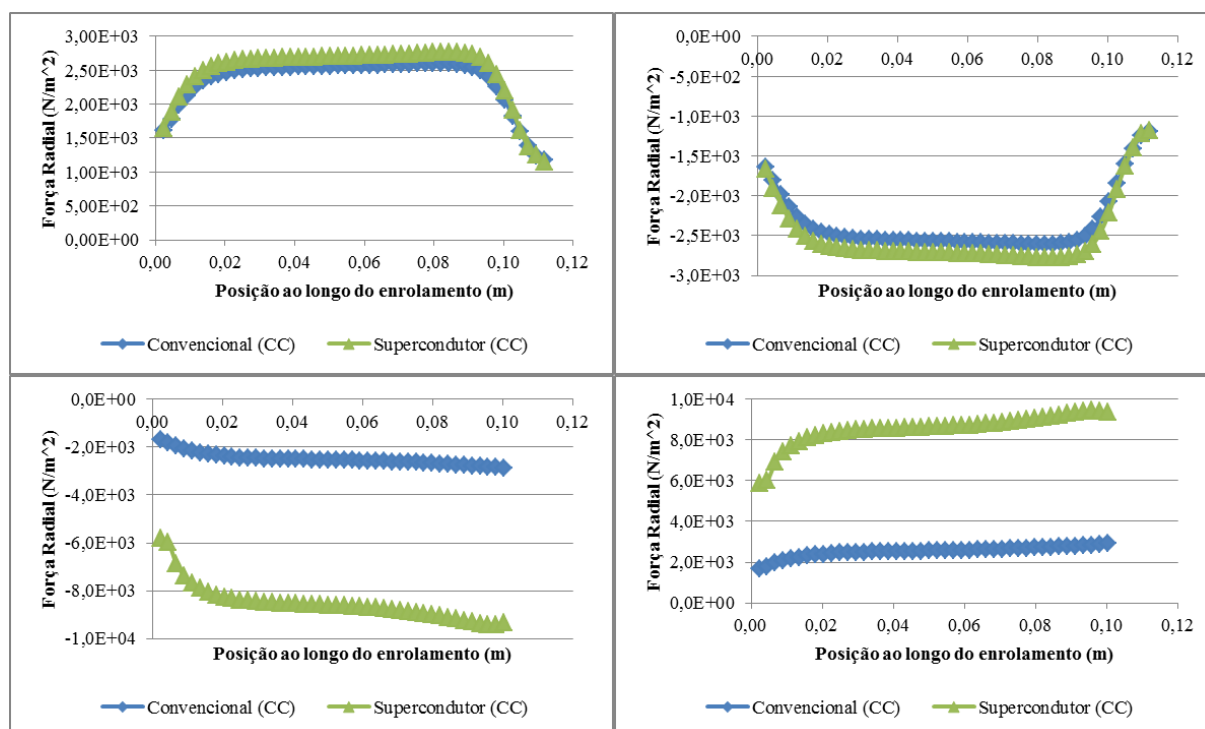 3,00E+03
2,50E+03
2,00E+03
1,50E+03
1,00E+03
5,00E+02
0,00E+00
Força Radial (N/m^2)
0,00 0,02 0,04 0,06 0,08 0,10 0,12
Posição ao longo do enrolamento (m)
Convencional (CC) Supercondutor (CC)
0,0E+00
-5,0E+02
-1,0E+03
-1,5E+03
-2,0E+03
-2,5E+03
-3,0E+03
Força Radial (N/m^2)
0,00 0,02 0,04 0,06 0,08 0,10 0,12
Posição ao longo do enrolamento (m)
Convencional (CC) Supercondutor (CC)
0,0E+00
-2,0E+03
-4,0E+03
-6,0E+03
-8,0E+03
-1,0E+04
Força Radial (N/m^2)
0,00 0,02 0,04 0,06 0,08 0,10 0,12
Posição ao longo do enrolamento (m)
Convencional (CC) Supercondutor (CC)
1,0E+04
8,0E+03
6,0E+03
4,0E+03
2,0E+03
0,0E+00
Força Radial (N/m^2)
0,00 0,02 0,04 0,06 0,08 0,10 0,12
Posição ao longo do enrolamento (m)
Convencional (CC) Supercondutor (CC)